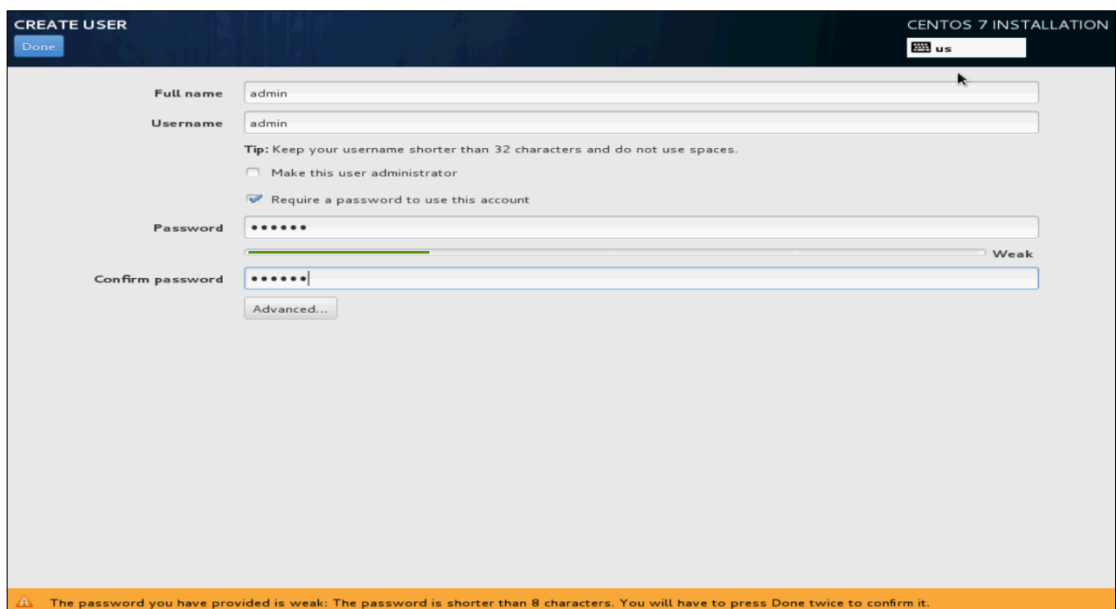 CREATE USER
CENTOS 7 INSTALLATION
Done
us
Full name
admin
Username
admin
Tip: Keep your username shorter than 32 characters and do not use spaces.
Make this user administrator
Require a password to use this account
Password
••••••
Weak
Confirm password
••••••
Advanced...
The password you have provided is weak: The password is shorter than 8 characters. You will have to press Done twice to confirm it.